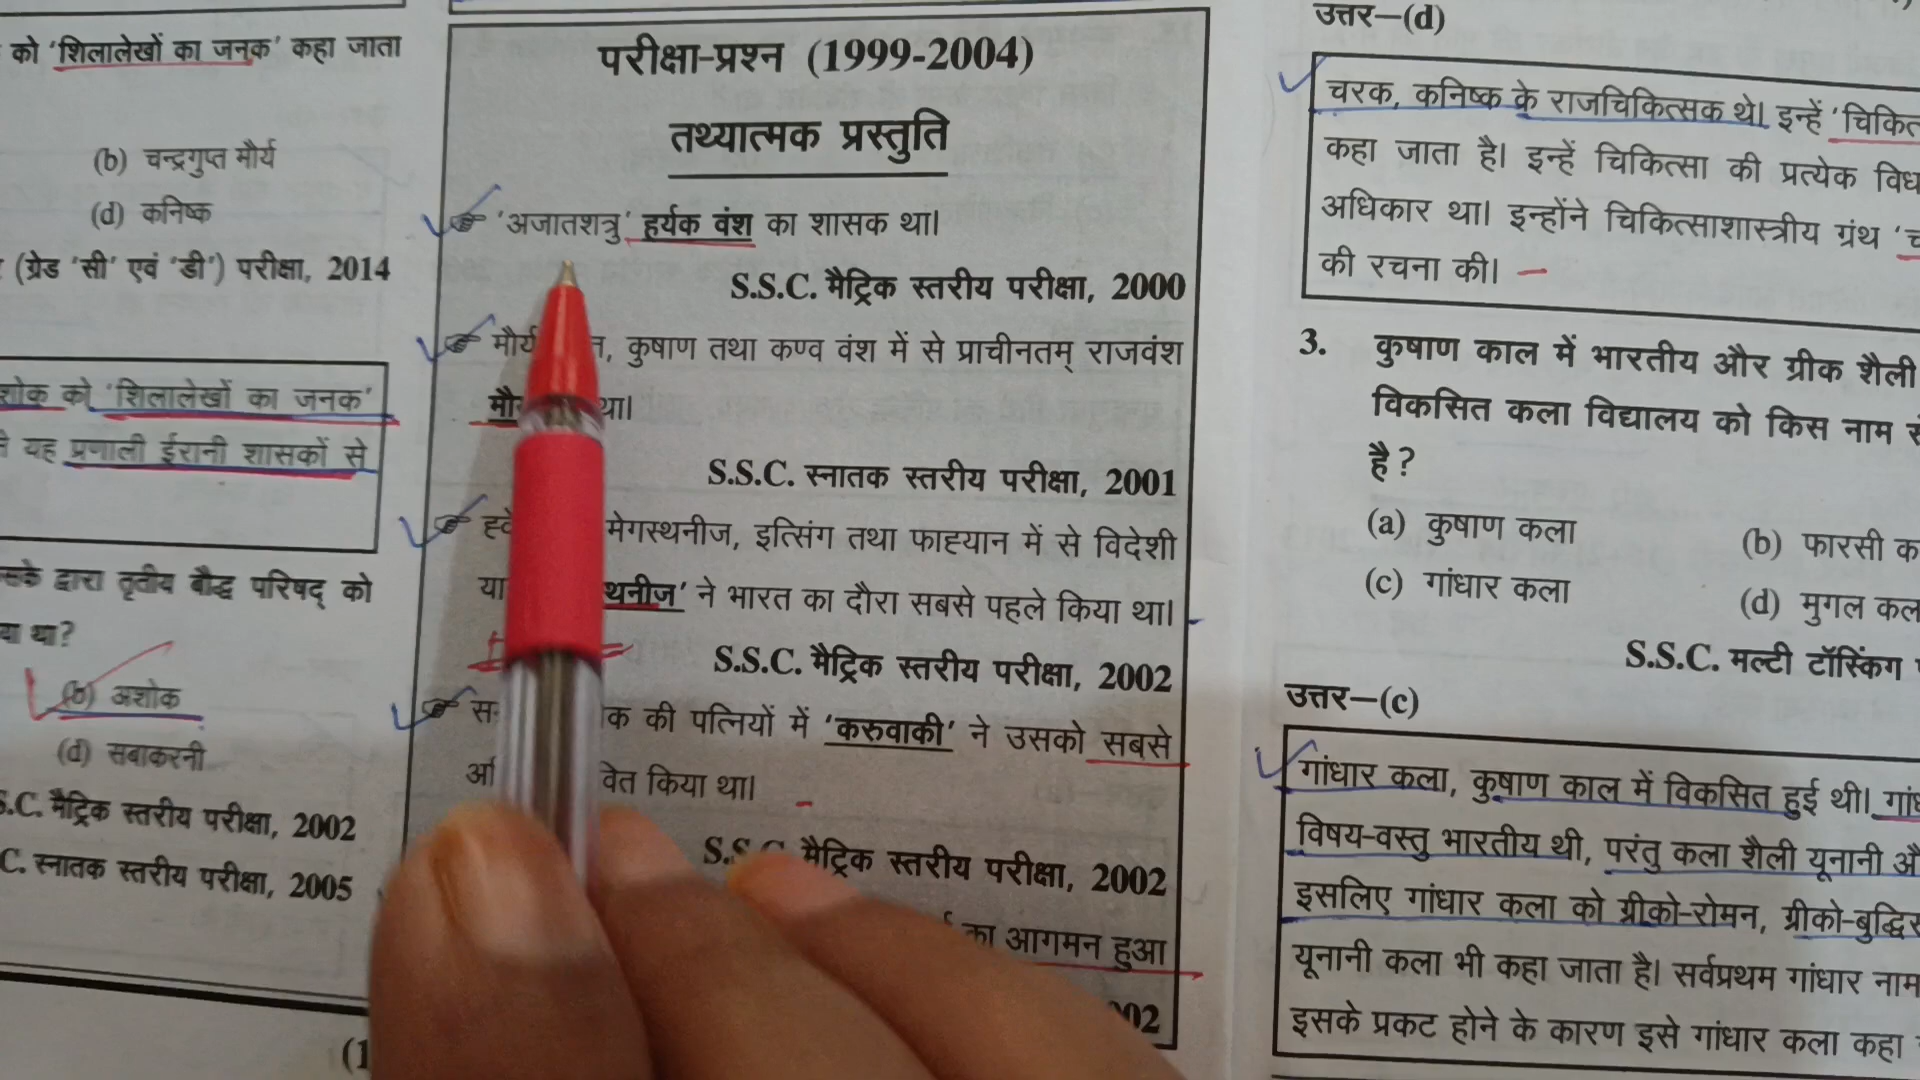 को 'शिलालेखों का जनक' कहा जाता
(b) चन्द्रगुप्त मौर्य
(d) कनिष्क
(ग्रेड 'सी' एवं 'डी') परीक्षा, 2014
को 'शिलालेखों का जनक'
यह प्रणाली ईरानी शासकों से
द्वारा तृतीय बौद्ध परिषद् को
था?
(b) अशोक
(d) सबाकरनी
मैट्रिक स्तरीय परीक्षा, 2002
स्नातक स्तरीय परीक्षा, 2005
परीक्षा-प्रश्न (1999-2004)
तथ्यात्मक प्रस्तुति
'अजातशत्रु' हर्यक वंश का शासक था।
S.S.C. मैट्रिक स्तरीय परीक्षा, 2000
मौर्य, कुषाण तथा कण्व वंश में से प्राचीनतम् राजवंश
था।
S.S.C. स्नातक स्तरीय परीक्षा, 2001
मेगस्थनीज, इत्सिंग तथा फाह्यान में से विदेशी
ने भारत का दौरा सबसे पहले किया था।
S.S.C. मैट्रिक स्तरीय परीक्षा, 2002
की पत्नियों में 'करुवाकी' ने उसको सबसे
किया था।
मैट्रिक स्तरीय परीक्षा, 2002
का आगमन हुआ
उत्तर–(d)
चरक, कनिष्क के राजचिकित्सक थे। इन्हें
कहा जाता है। इन्हें चिकित्सा की प्रत्येक
अधिकार था। इन्होंने चिकित्साशास्त्रीय ग्रंथ
की रचना की।
3. कुषाण काल में भारतीय और ग्रीक शैली
विकसित कला विद्यालय को किस नाम
है?
(a) कुषाण कला
(b) फारसी
(c) गांधार कला
(d) मुगल
S.S.C. मल्टी टॉस्किंग
उत्तर–(c)
गांधार कला, कुषाण काल में विकसित हुई थी।
विषय-वस्तु भारतीय थी, परंतु कला शैली यूनानी
इसलिए गांधार कला को ग्रीको-रोमन,
यूनानी कला भी कहा जाता है। सर्वप्रथम गांधार नाम
इसके प्रकट होने के कारण इसे गांधार कला कहा